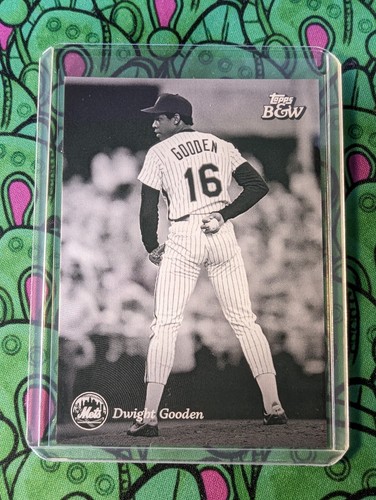 Topps
B&W
GOODEN
16
Mets
Dwight Gooden